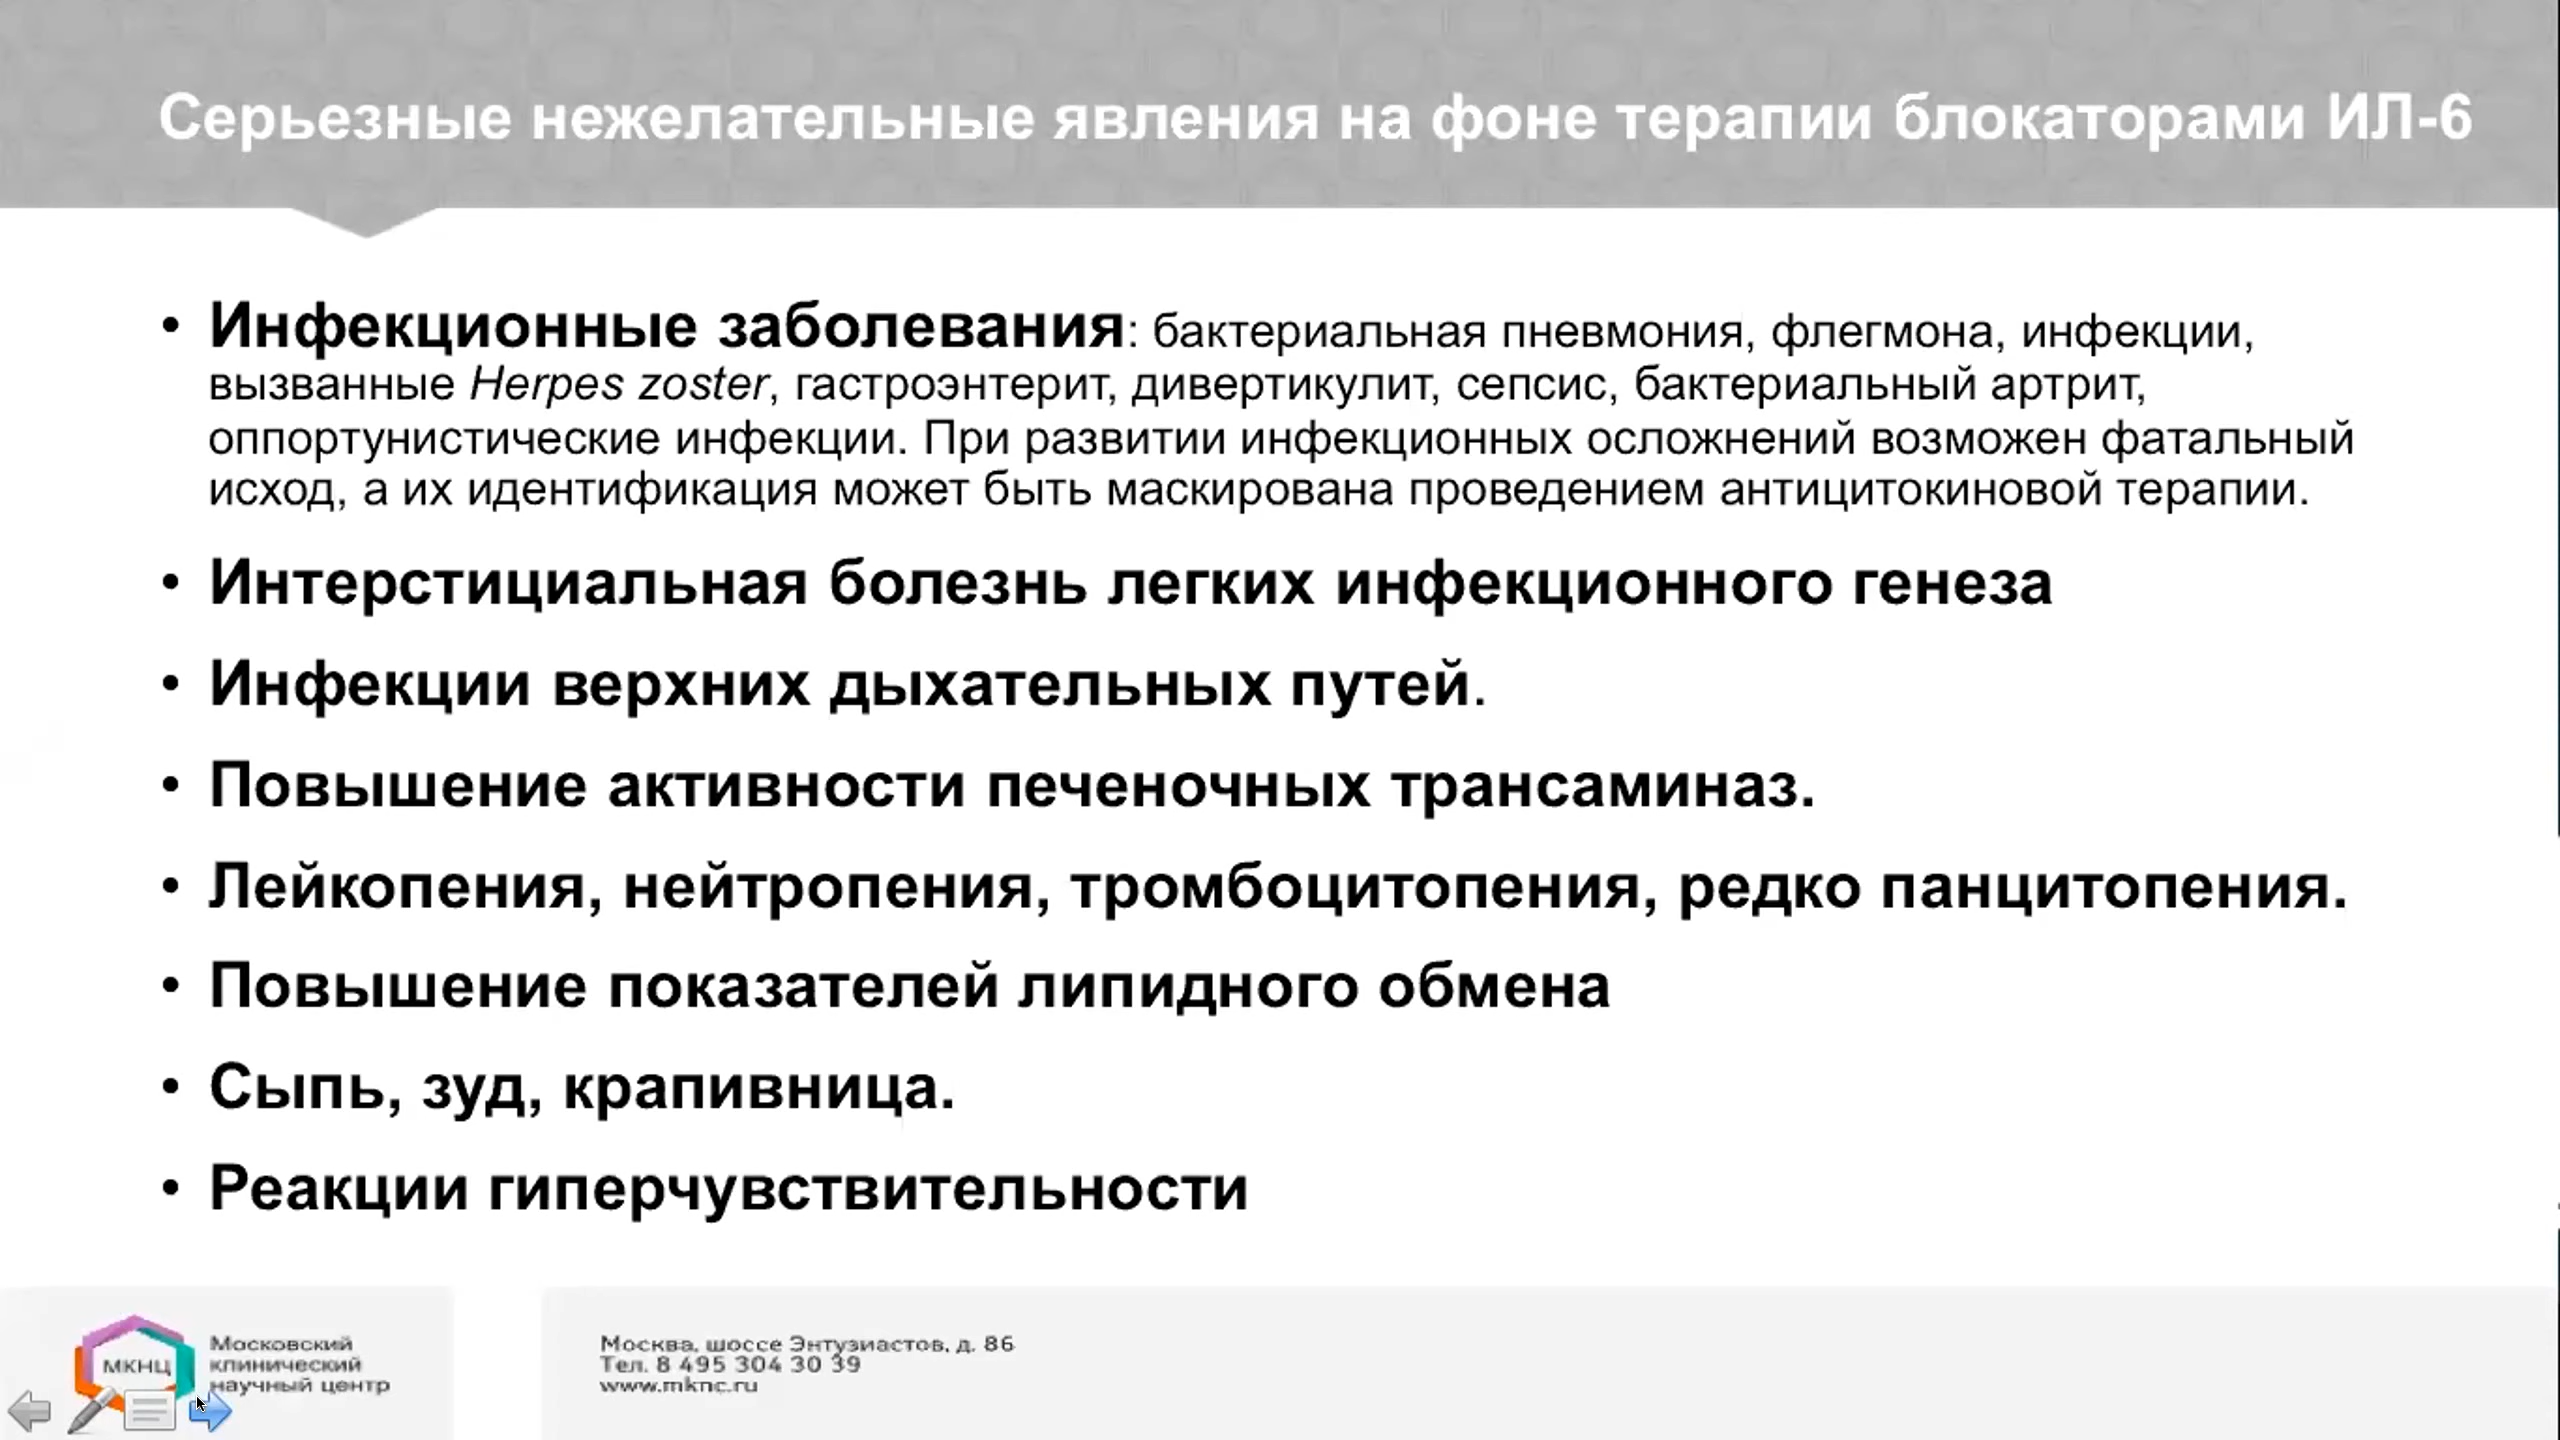 Серьезные нежелательные явления на фоне терапии блокаторами ИЛ-6
• Инфекционные заболевания: бактериальная пневмония, флегмона, инфекции,
вызванные Herpes zoster, гастроэнтерит, дивертикулит, сепсис, бактериальный артрит,
оппортунистические инфекции. При развитии инфекционных осложнений возможен фатальный
исход, а их идентификация может быть маскирована проведением антицитокиновой терапии.
• Интерстициальная болезнь легких инфекционного генеза
• Инфекции верхних дыхательных путей.
• Повышение активности печеночных трансаминаз.
• Лейкопения, нейтропения, тромбоцитопения, редко панцитопения.
• Повышение показателей липидного обмена
• Сыпь, зуд, крапивница.
• Реакции гиперчувствительности
МКНЦ
Московский
клинический
научный центр
Москва, шоссе Энтузиастов, д. 86
Тел. 8 495 304 30 39
www.mknc.ru